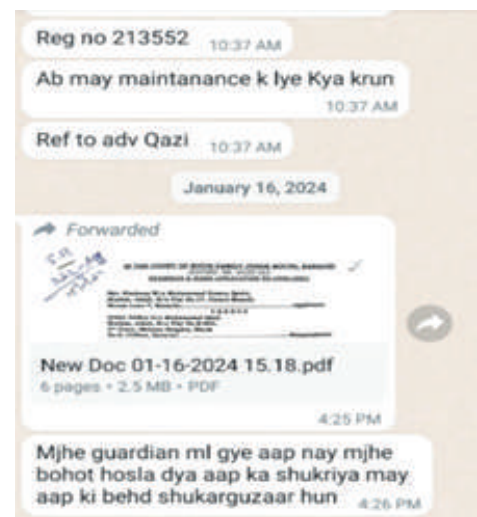 Reg no 213552 10:37 AM
Ab may maintanance k lye Kya krun
10:37 AM
Ref to adv Qazi 10:37 AM
January 16, 2024
Forwarded
New Doc 01-16-2024 15.18.pdf
6 pages • 2.5 MB • PDF
4:25 PM
Mjhe guardian ml gye aap nay mjhe
bohot hosla dya aap ka shukriya may
aap ki behd shukarguzaar hun 4:26 PM